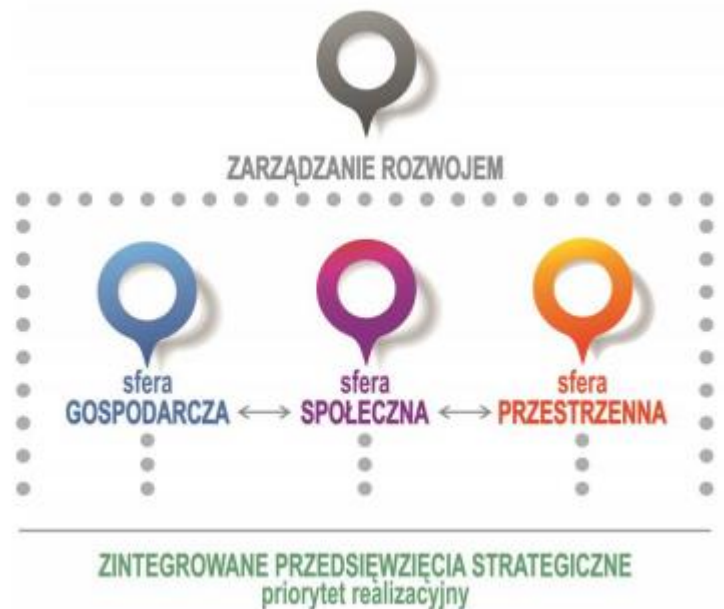 ZARZĄDZANIE ROZWOJEM
sfera
GOSPODARCZA
sfera
SPOŁECZNA
sfera
PRZESTRZENNA
ZINTEGROWANE PRZEDSIĘWZIĘCIA STRATEGICZNE
priorytet realizacyjny